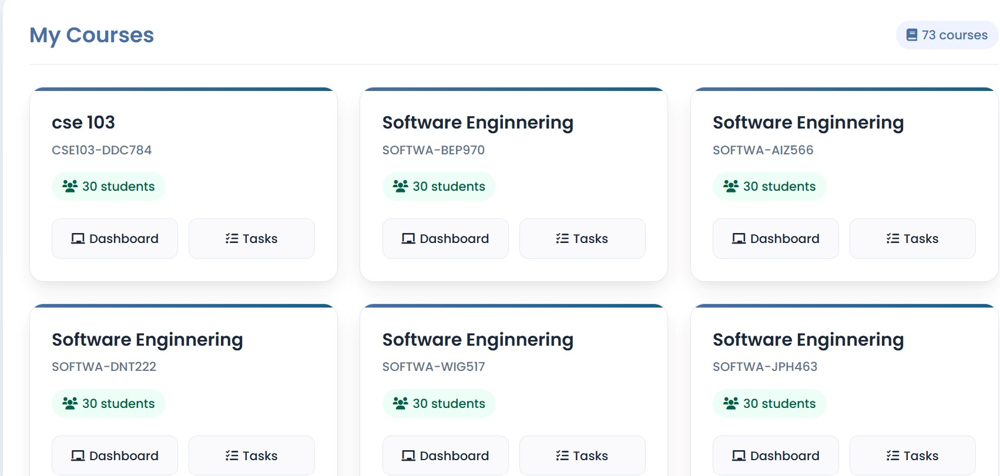 My Courses
73 courses
cse 103
CSE103-DDC784
30 students
Dashboard
Tasks
Software Enginnering
SOFTWA-BEP970
30 students
Dashboard
Tasks
Software Enginnering
SOFTWA-AIZ566
30 students
Dashboard
Tasks
Software Enginnering
SOFTWA-DNT222
30 students
Dashboard
Tasks
Software Enginnering
SOFTWA-WIG517
30 students
Dashboard
Tasks
Software Enginnering
SOFTWA-JPH463
30 students
Dashboard
Tasks